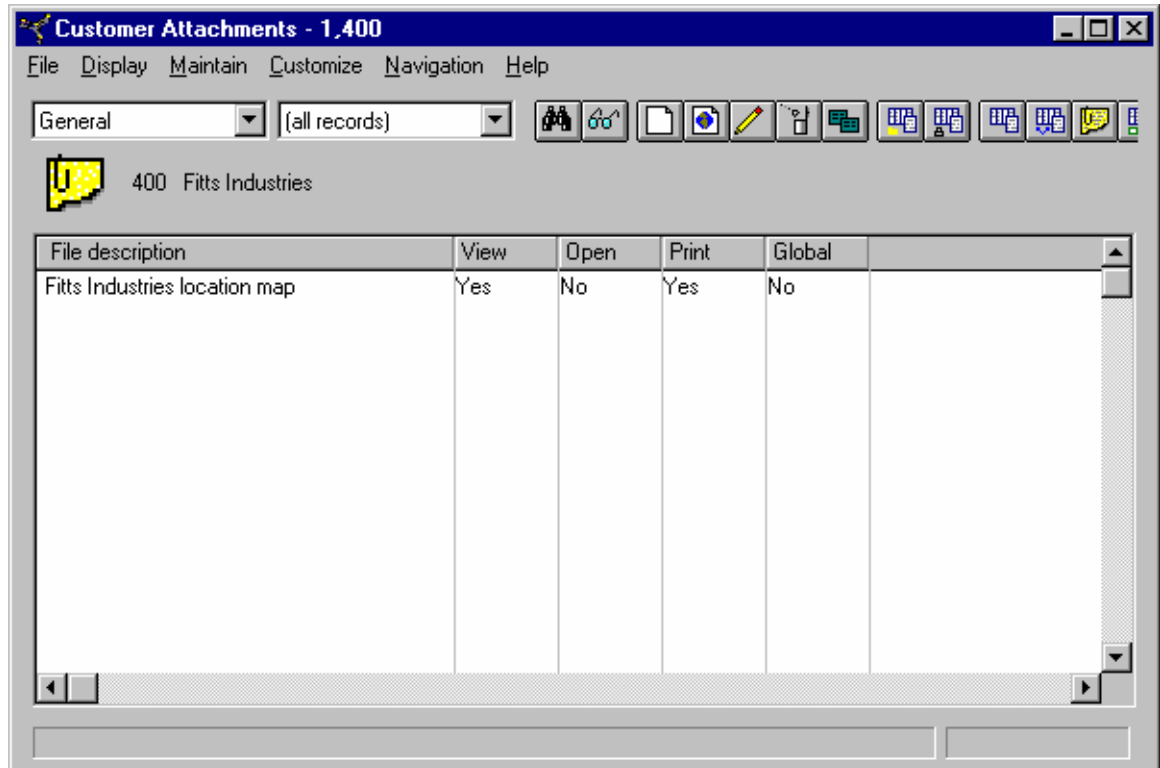 Customer Attachments - 1,400
File Display Maintain Customize Navigation Help
General (all records)
400 Fitts Industries
File description View Open Print Global
Fitts Industries location map Yes No Yes No